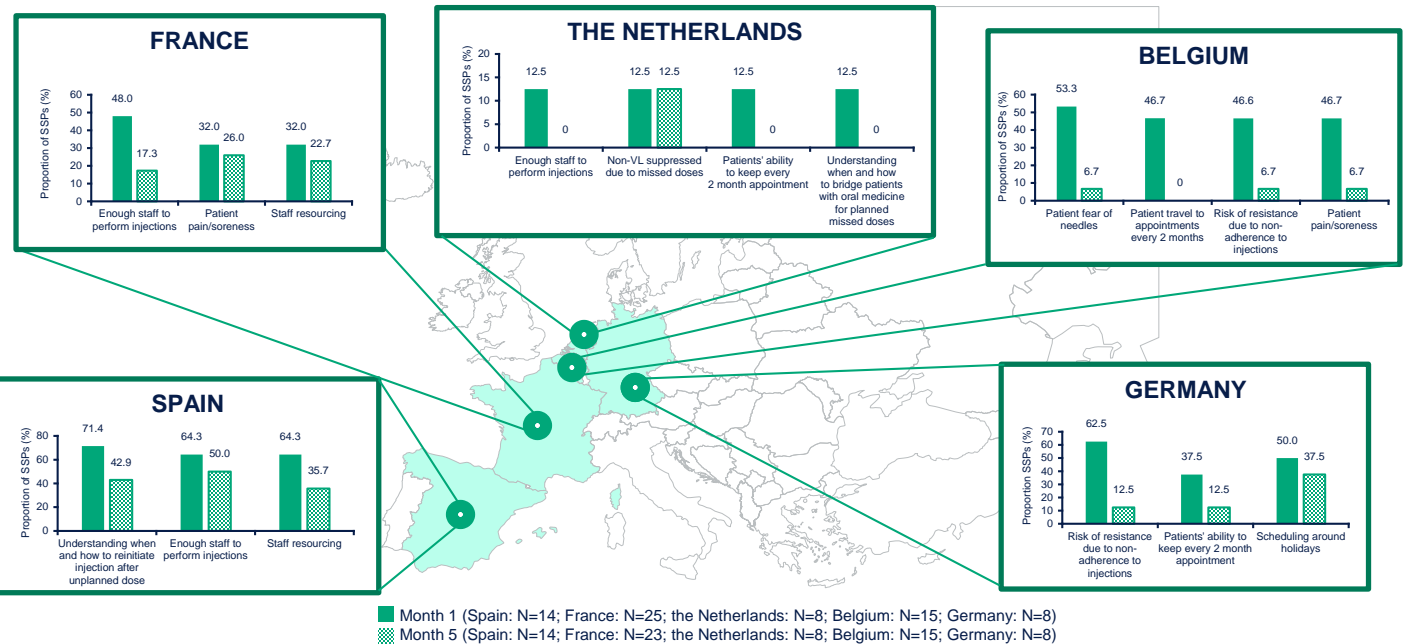 FRANCE
Proportion of SSPs (%)
60
50
40
30
20
10
0
48.0
17.3
32.0
26.0
32.0
22.7
Enough staff to
perform injections
Patient
pain/soreness
Staff resourcing
THE NETHERLANDS
Proportion of SSPs (%)
20
15
10
5
0
12.5
0
12.5
12.5
12.5
0
12.5
0
Enough staff to
perform injections
Non-VL suppressed
due to missed doses
Patients' ability
to keep every
2 month appointment
Understanding
when and how
to bridge patients
with oral medicine
for planned
missed doses
BELGIUM
Proportion of SSPs (%)
60
50
40
30
20
10
0
53.3
6.7
46.7
0
46.6
6.7
46.7
6.7
Patient fear of
needles
Patient travel to
appointments
every 2 months
Risk of resistance
due to non-
adherence to
injections
Patient
pain/soreness
SPAIN
Proportion of SSPs (%)
80
60
40
20
0
71.4
42.9
64.3
50.0
64.3
35.7
Understanding when
and how to reinitiate
injection after
unplanned dose
Enough staff to
perform injections
Staff resourcing
GERMANY
Proportion SSPs (%)
70
60
50
40
30
20
10
0
62.5
12.5
37.5
12.5
50.0
37.5
Risk of resistance
due to non-
adherence to
injections
Patients' ability to
keep every 2 month
appointment
Scheduling around
holidays
Month 1 (Spain: N=14; France: N=25; the Netherlands: N=8; Belgium: N=15; Germany: N=8)
Month 5 (Spain: N=14; France: N=23; the Netherlands: N=8; Belgium: N=15; Germany: N=8)